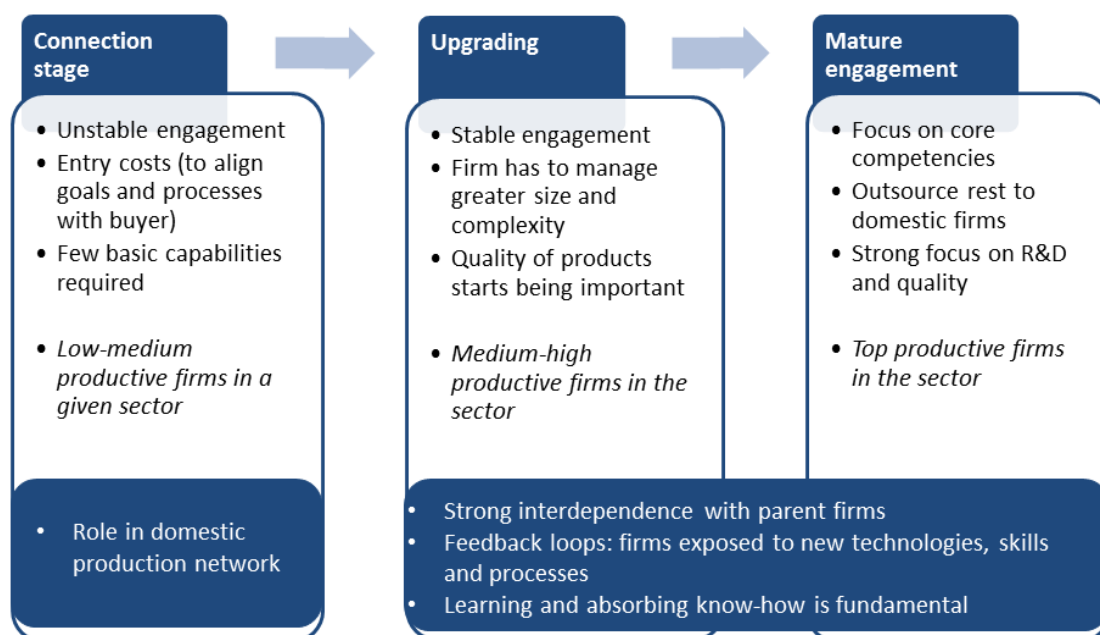 Connection
stage
• Unstable engagement
• Entry costs (to align
goals and processes
with buyer)
• Few basic capabilities
required
• Low-medium
productive firms in a
given sector
• Role in domestic
production network
Upgrading
• Stable engagement
• Firm has to manage
greater size and
complexity
• Quality of products
starts being important
• Medium-high
productive firms in the
sector
Mature
engagement
• Focus on core
competencies
• Outsource rest to
domestic firms
• Strong focus on R&D
and quality
• Top productive firms
in the sector
• Strong interdependence with parent firms
• Feedback loops: firms exposed to new technologies, skills
and processes
• Learning and absorbing know-how is fundamental